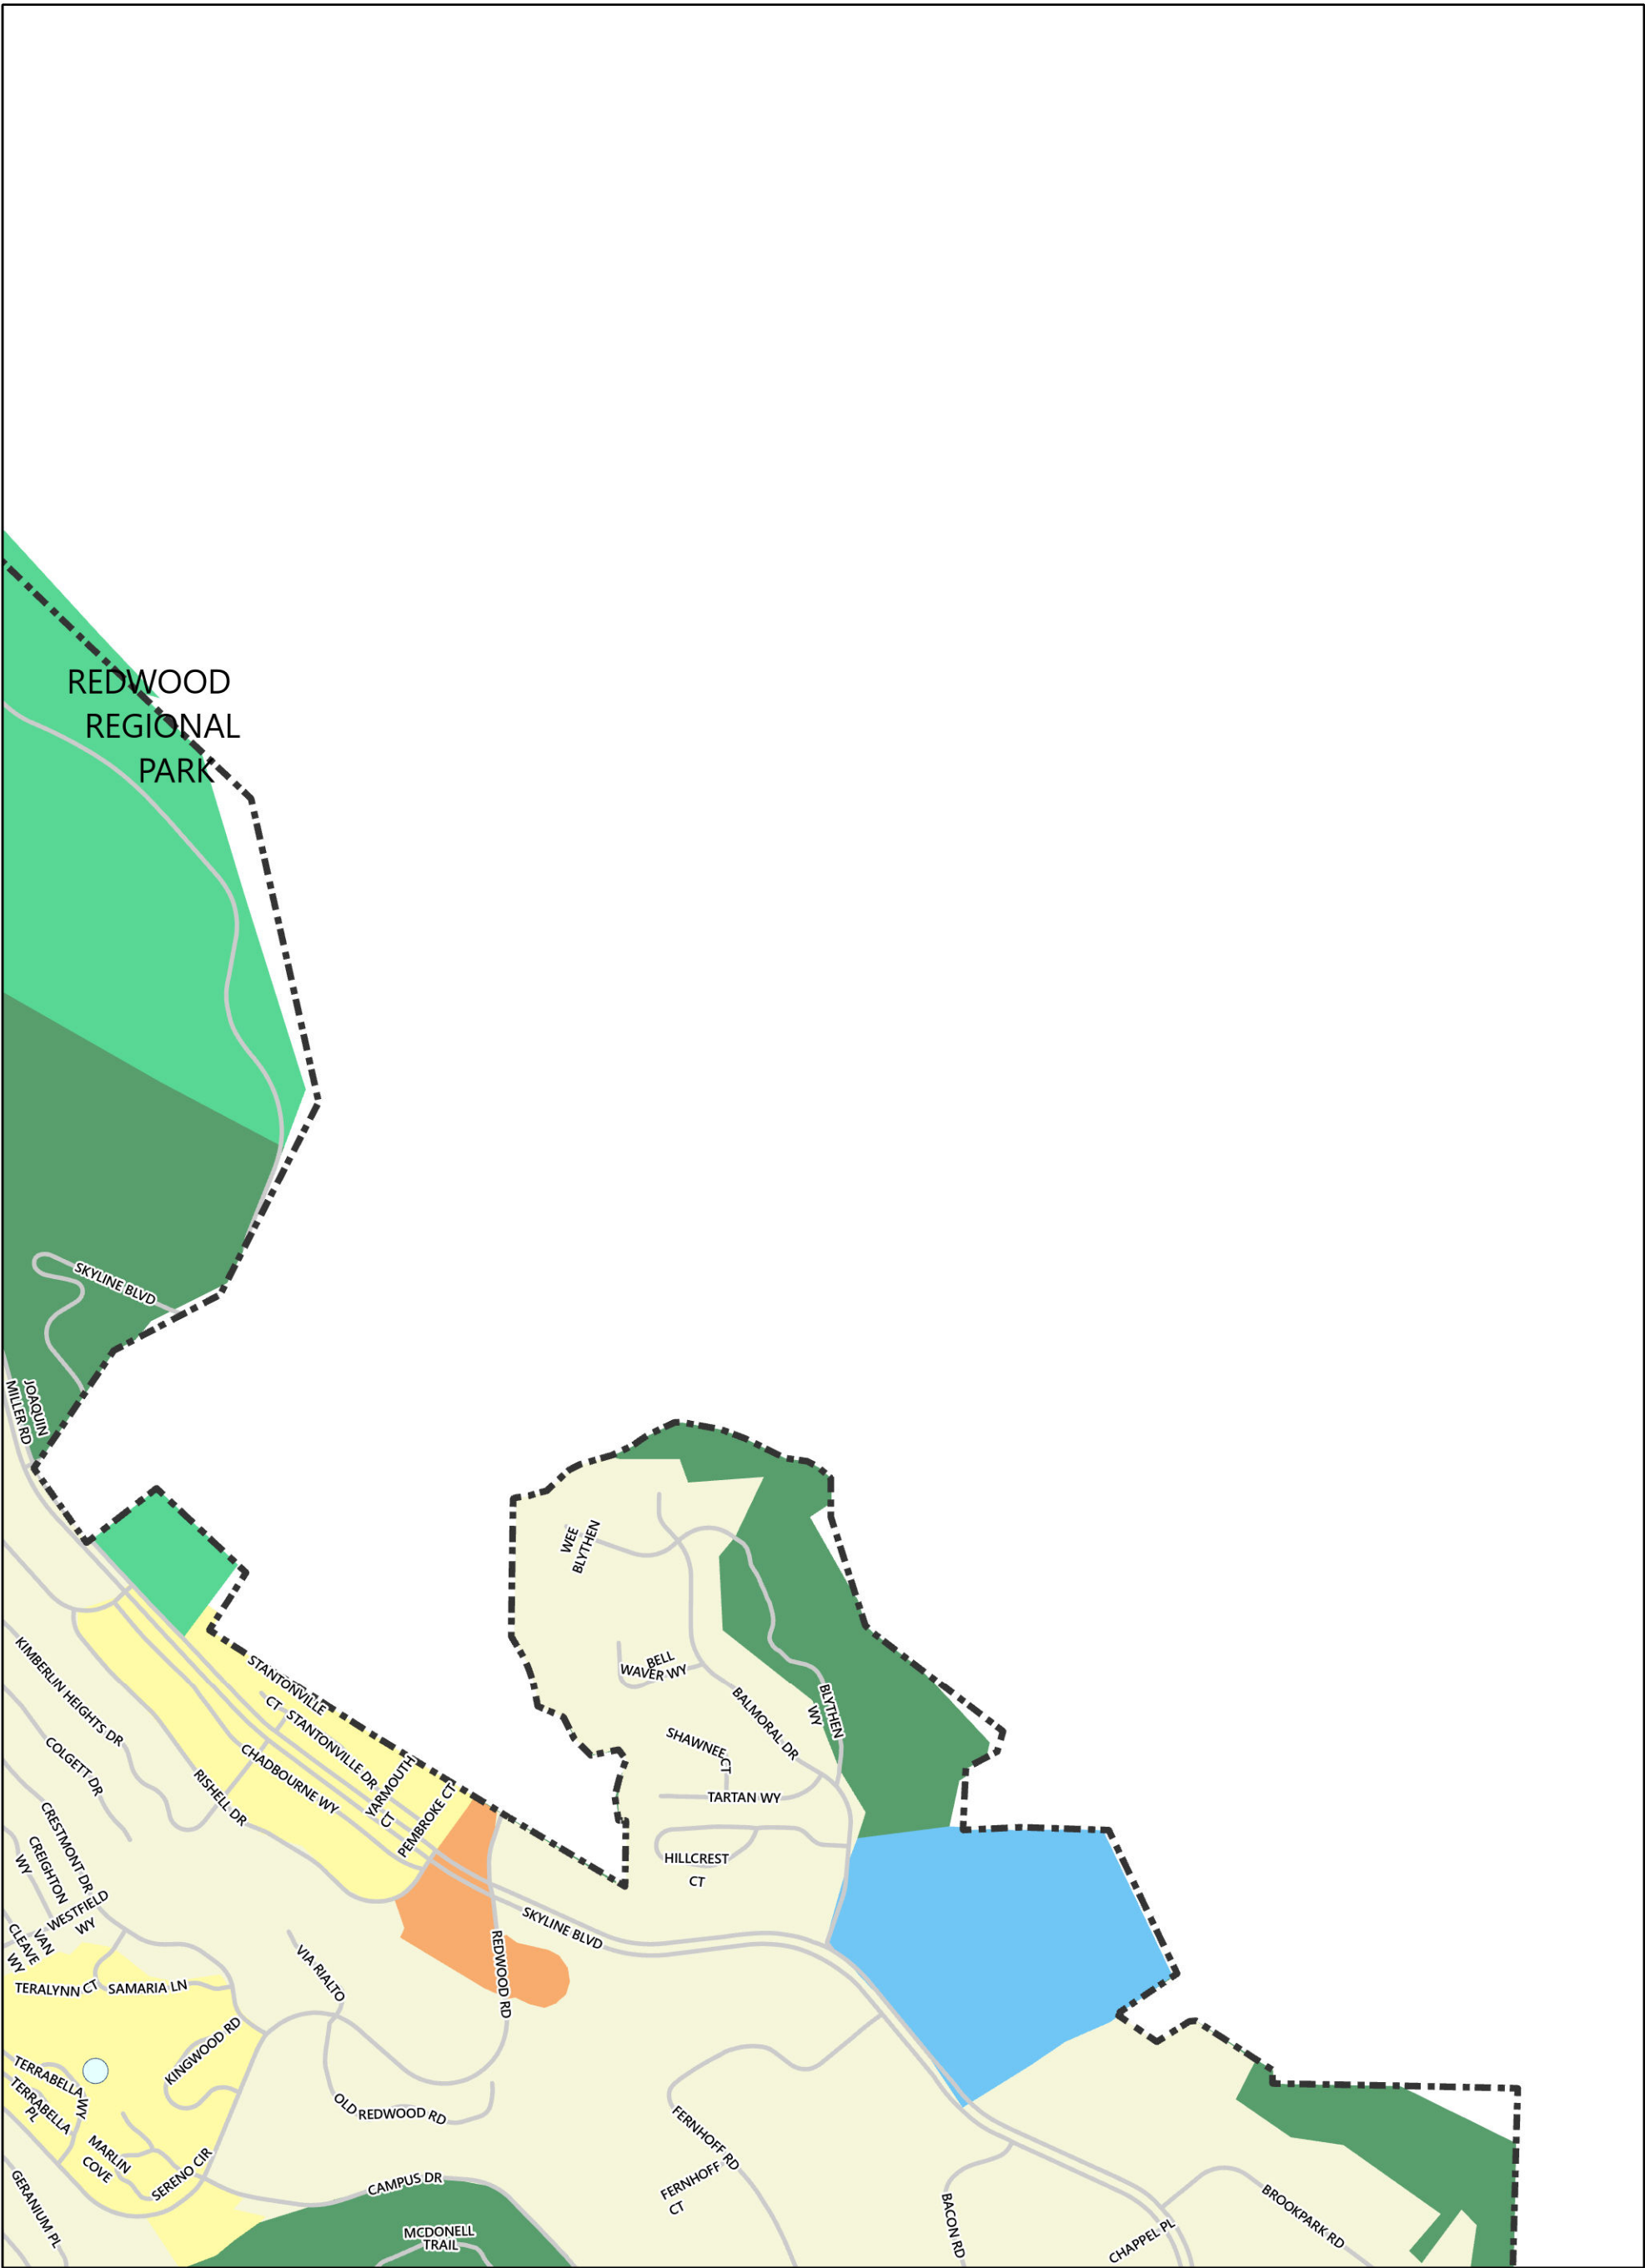 REDWOOD
REGIONAL
PARK
SKYLINE BLVD
JOAQUIN
MILLER RD
WEE
BLYTHEN
KIMBERLIN HEIGHTS DR
STANTONVILLE
CT
STANTONVILLE DR
BELL
WAVER WY
BALMORAL DR
BLYTHEN
WY
COLGETT DR
CHADBOURNE WY
RISHELL DR
YARMOUTH
CT
PEMBROKE CT
SHAWNEE
CT
TARTAN WY
HILLCREST
CT
CRESTMONT DR
CREIGHTON
WY
WESTFIELD
WY
VAN
CLEAVE
WY
SKYLINE BLVD
REDWOOD RD
VIA RIALTO
TERALYNN CT
SAMARIA LN
KINGWOOD RD
TERRABELLA
WY
TERRABELLA
PL
OLD REDWOOD RD
MARLIN
COVE
SERENO CIR
FERNHOFF RD
FERNHOFF
CT
GERANIUM PL
CAMPUS DR
MCDONELL
TRAIL
BACON RD
CHAPPEL PL
BROOKPARK RD